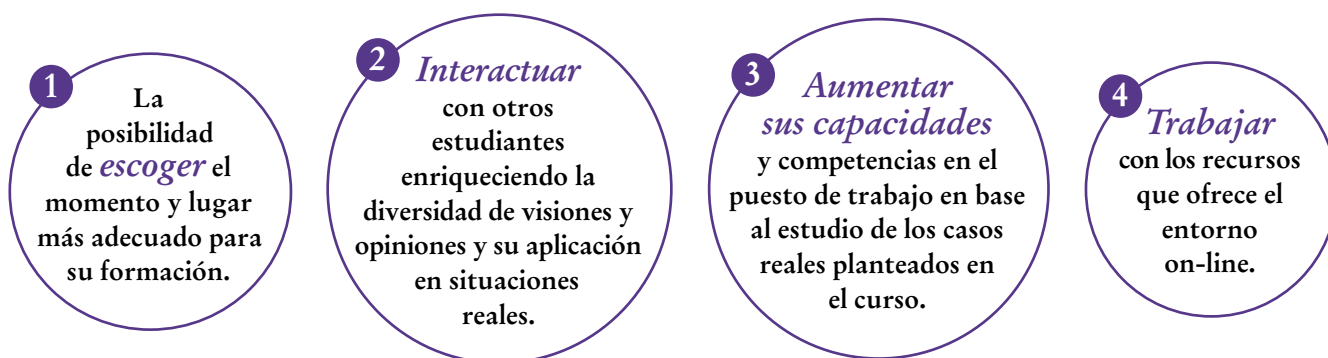 1
La
posibilidad
de escoger el
momento y lugar
más adecuado para
su formación.
2
Interactuar
con otros
estudiantes
enriqueciendo la
diversidad de visiones y
opiniones y su aplicación
en situaciones
reales.
3
Aumentar
sus capacidades
y competencias en el
puesto de trabajo en base
al estudio de los casos
reales planteados en
el curso.
4
Trabajar
con los recursos
que ofrece el
entorno
on-line.